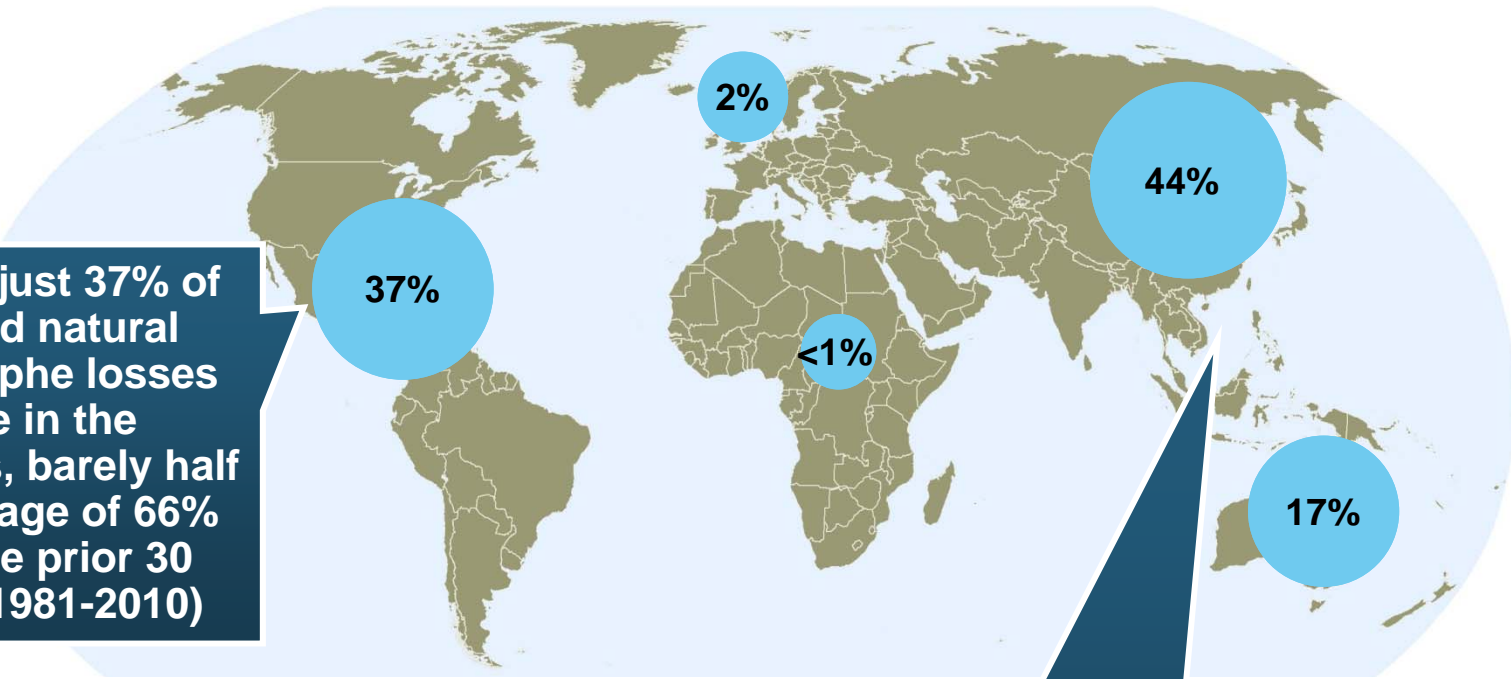 2%
44%
37%
<1%
17%
just 37% of
d natural
phe losses
e in the
s, barely half
age of 66%
e prior 30
1981-2010)